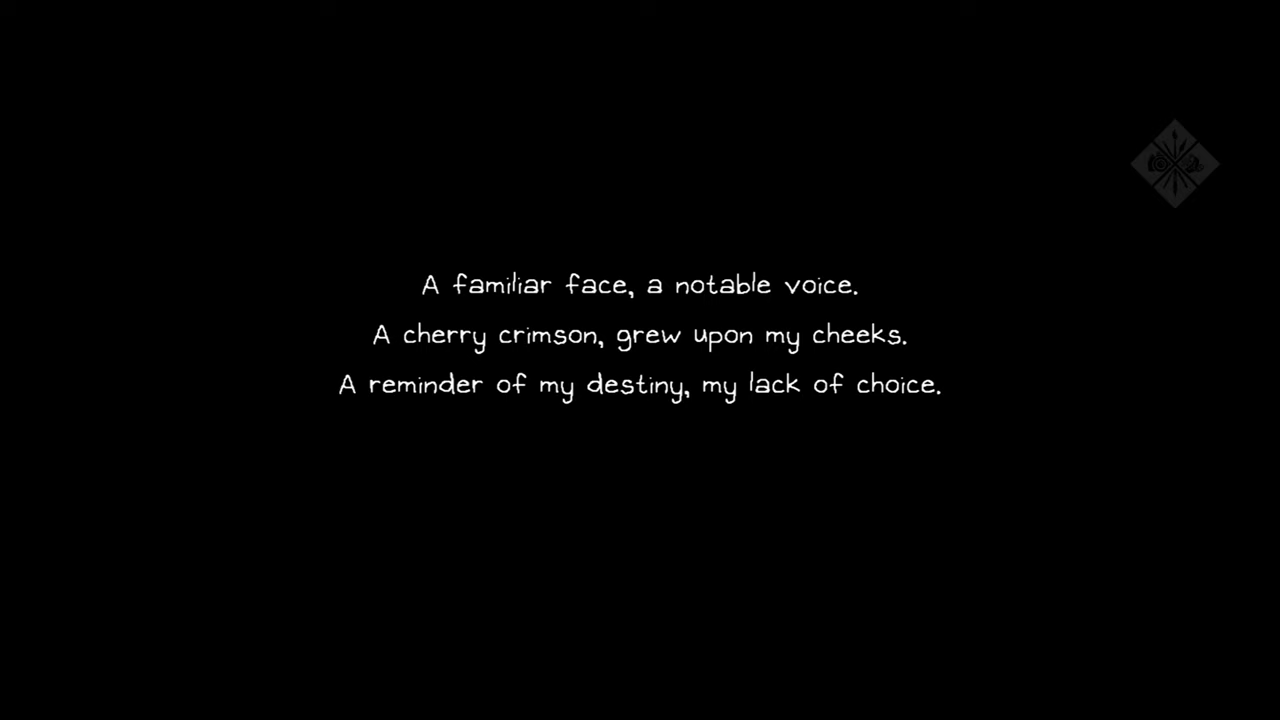 A familiar face, a notable voice.
A cherry crimson, grew upon my cheeks.
A reminder of my destiny, my lack of choice.